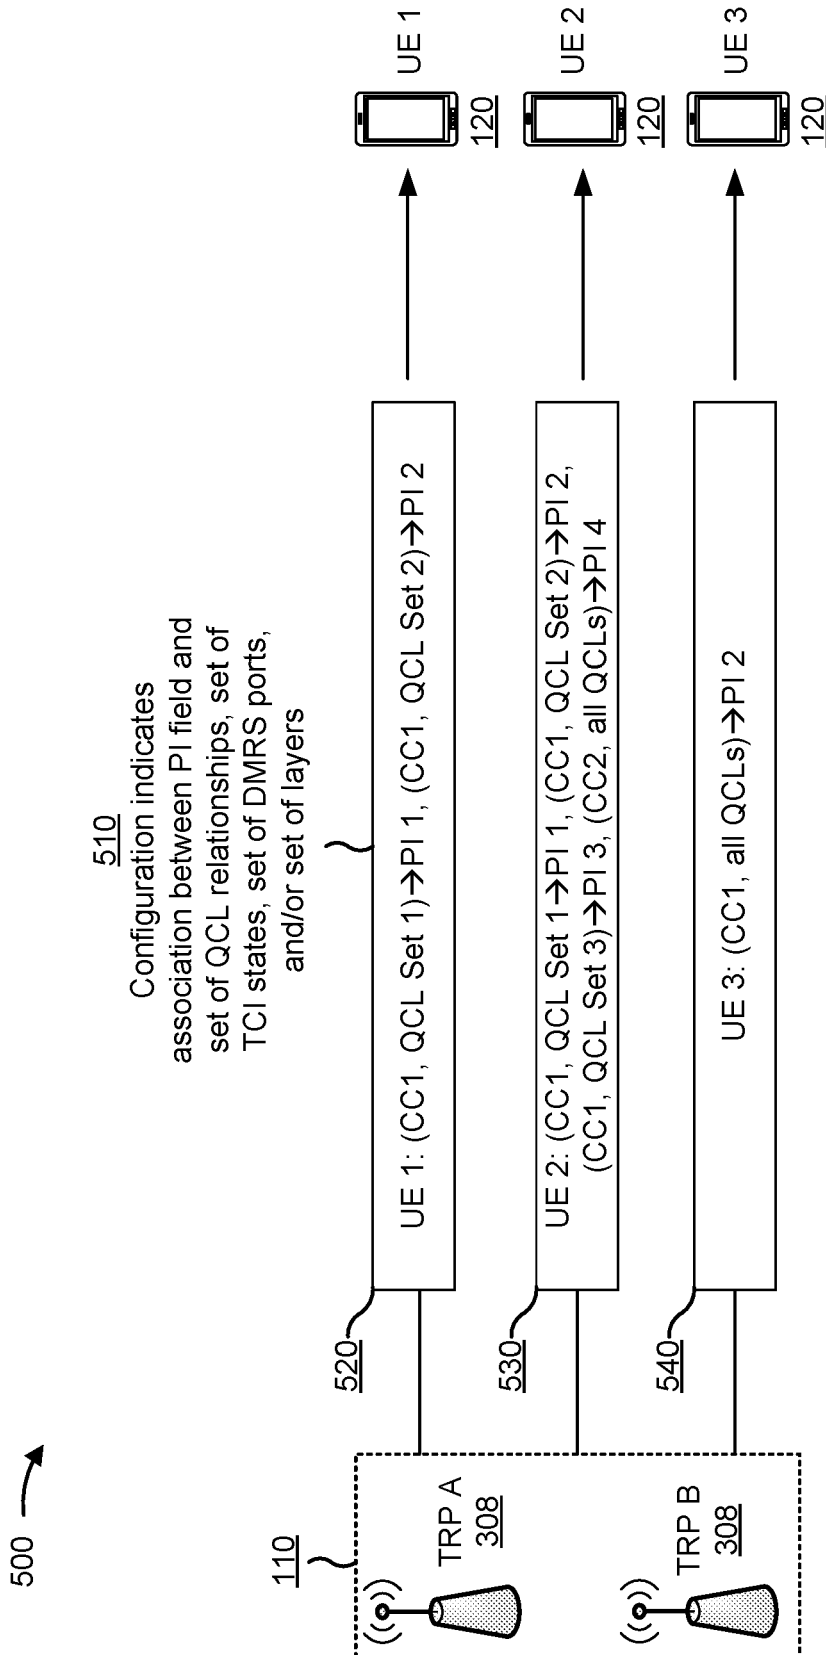 500
510
Configuration indicates
association between PI field and
set of QCL relationships, set of
TCI states, set of DMRS ports,
and/or set of layers
110
TRP A
308
TRP B
308
520
UE 1: (CC1, QCL Set 1)→PI 1, (CC1, QCL Set 2)→PI 2
UE 1
120
530
UE 2: (CC1, QCL Set 1→PI 1, (CC1, QCL Set 2)→PI 2,
(CC1, QCL Set 3)→PI 3, (CC2, all QCLs)→PI 4
UE 2
120
540
UE 3: (CC1, all QCLs)→PI 2
UE 3
120